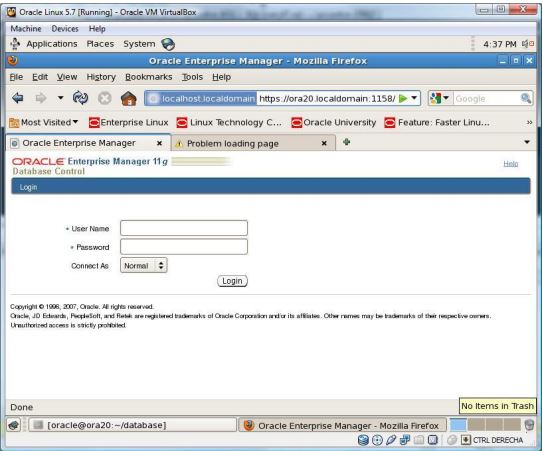 Oracle Linux 5.7 [Running] - Oracle VM VirtualBox
Machine Devices Help
Applications Places System 4:37 PM
Oracle Enterprise Manager - Mozilla Firefox
File Edit View History Bookmarks Tools Help
localhost.localdomain https://ora20.localdomain:1158/ Google
Most Visited Enterprise Linux Linux Technology C... Oracle University Feature: Faster Linu... »
Oracle Enterprise Manager Problem loading page
ORACLE Enterprise Manager 11g
Database Control
Help
Login
* User Name
* Password
Connect As Normal
Login
Copyright © 1996, 2007, Oracle. All rights reserved.
Oracle, JD Edwards, PeopleSoft, and Retek are registered trademarks of Oracle Corporation and/or its affiliates. Other names may be trademarks of their respective owners.
Unauthorized access is strictly prohibited.
Done
No Items in Trash
[oracle@ora20:~/database] Oracle Enterprise Manager - Mozilla Firefox
CTRL DERECHA